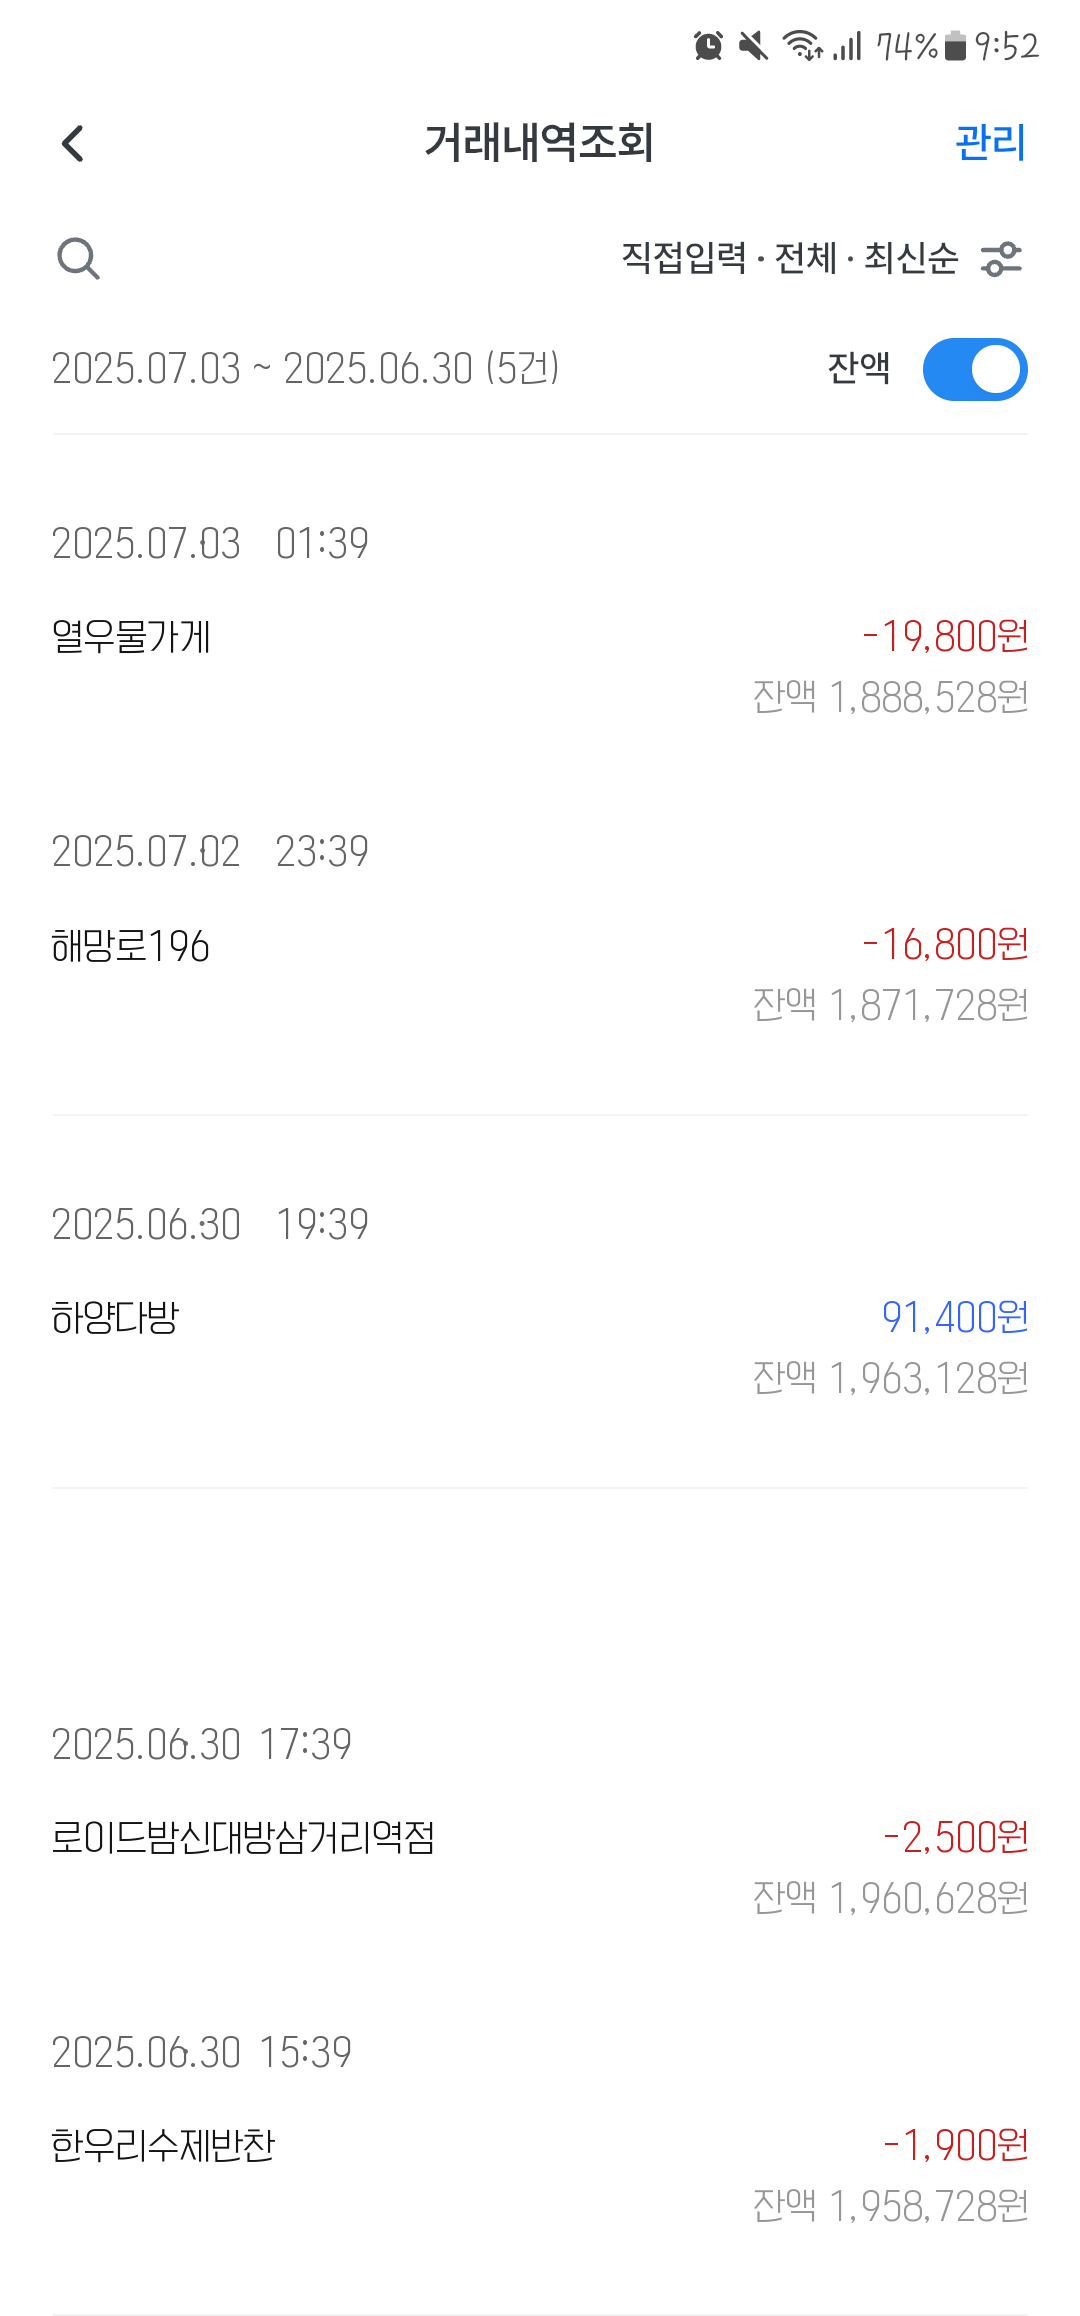 74% 9:52
거래내역조회 관리
직접입력 · 전체 · 최신순
2025.07.03 ~ 2025.06.30 (5건) 잔액
2025.07.03 01:39
열우물가게 -19,800원
잔액 1,888,528원
2025.07.02 23:39
해망로196 -16,800원
잔액 1,871,728원
2025.06.30 19:39
하양다방 91,400원
잔액 1,963,128원
2025.06.30 17:39
로이드밤신대방삼거리역점 -2,500원
잔액 1,960,628원
2025.06.30 15:39
한우리수제반찬 -1,900원
잔액 1,958,728원